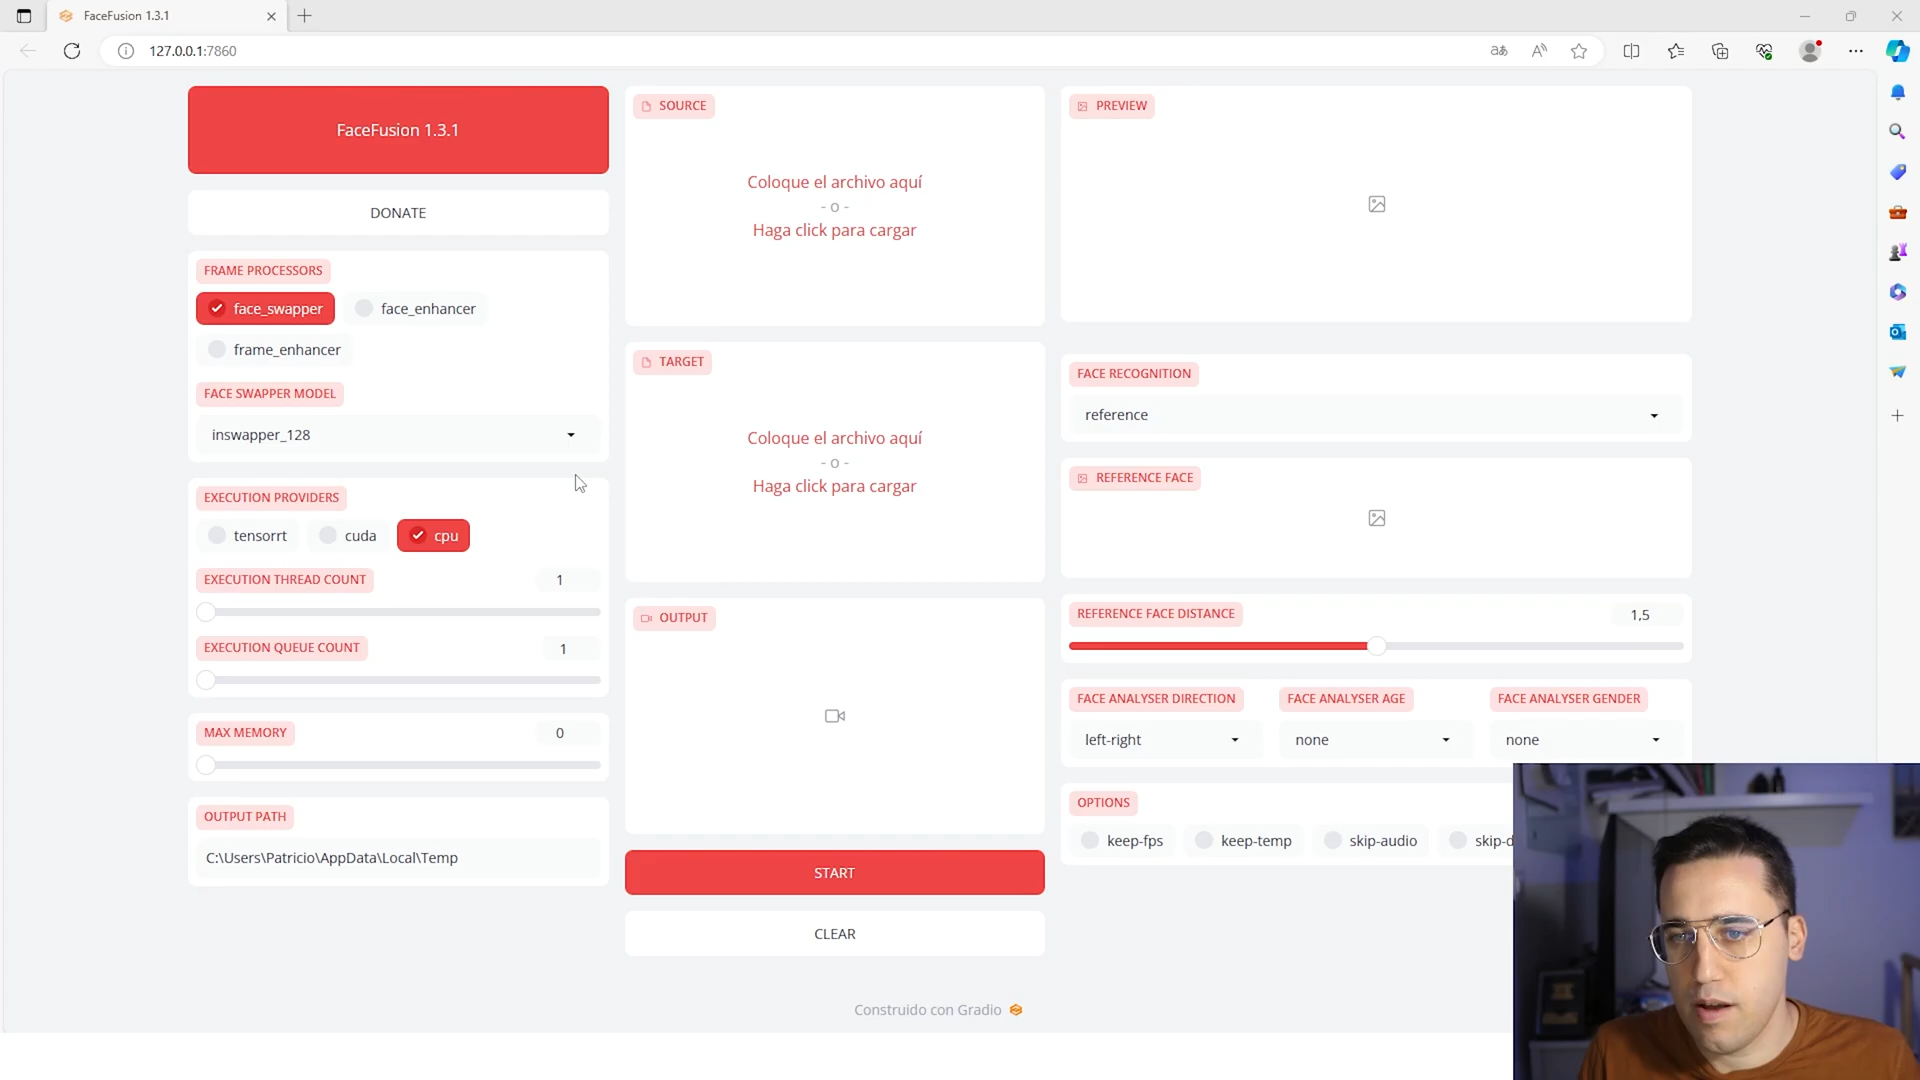 FaceFusion 1.3.1
127.0.0.1:7860
FaceFusion 1.3.1
DONATE
FRAME PROCESSORS
face_swapper
face_enhancer
frame_enhancer
FACE SWAPPER MODEL
inswapper_128
EXECUTION PROVIDERS
tensorrt
cuda
cpu
EXECUTION THREAD COUNT
1
EXECUTION QUEUE COUNT
1
MAX MEMORY
0
OUTPUT PATH
C:\Users\Patricio\AppData\Local\Temp
SOURCE
Coloque el archivo aquí
- o -
Haga click para cargar
TARGET
Coloque el archivo aquí
- o -
Haga click para cargar
OUTPUT
START
CLEAR
PREVIEW
FACE RECOGNITION
reference
REFERENCE FACE
REFERENCE FACE DISTANCE
1,5
FACE ANALYSER DIRECTION
left-right
FACE ANALYSER AGE
none
FACE ANALYSER GENDER
none
OPTIONS
keep-fps
keep-temp
skip-audio
skip-d
Construido con Gradio